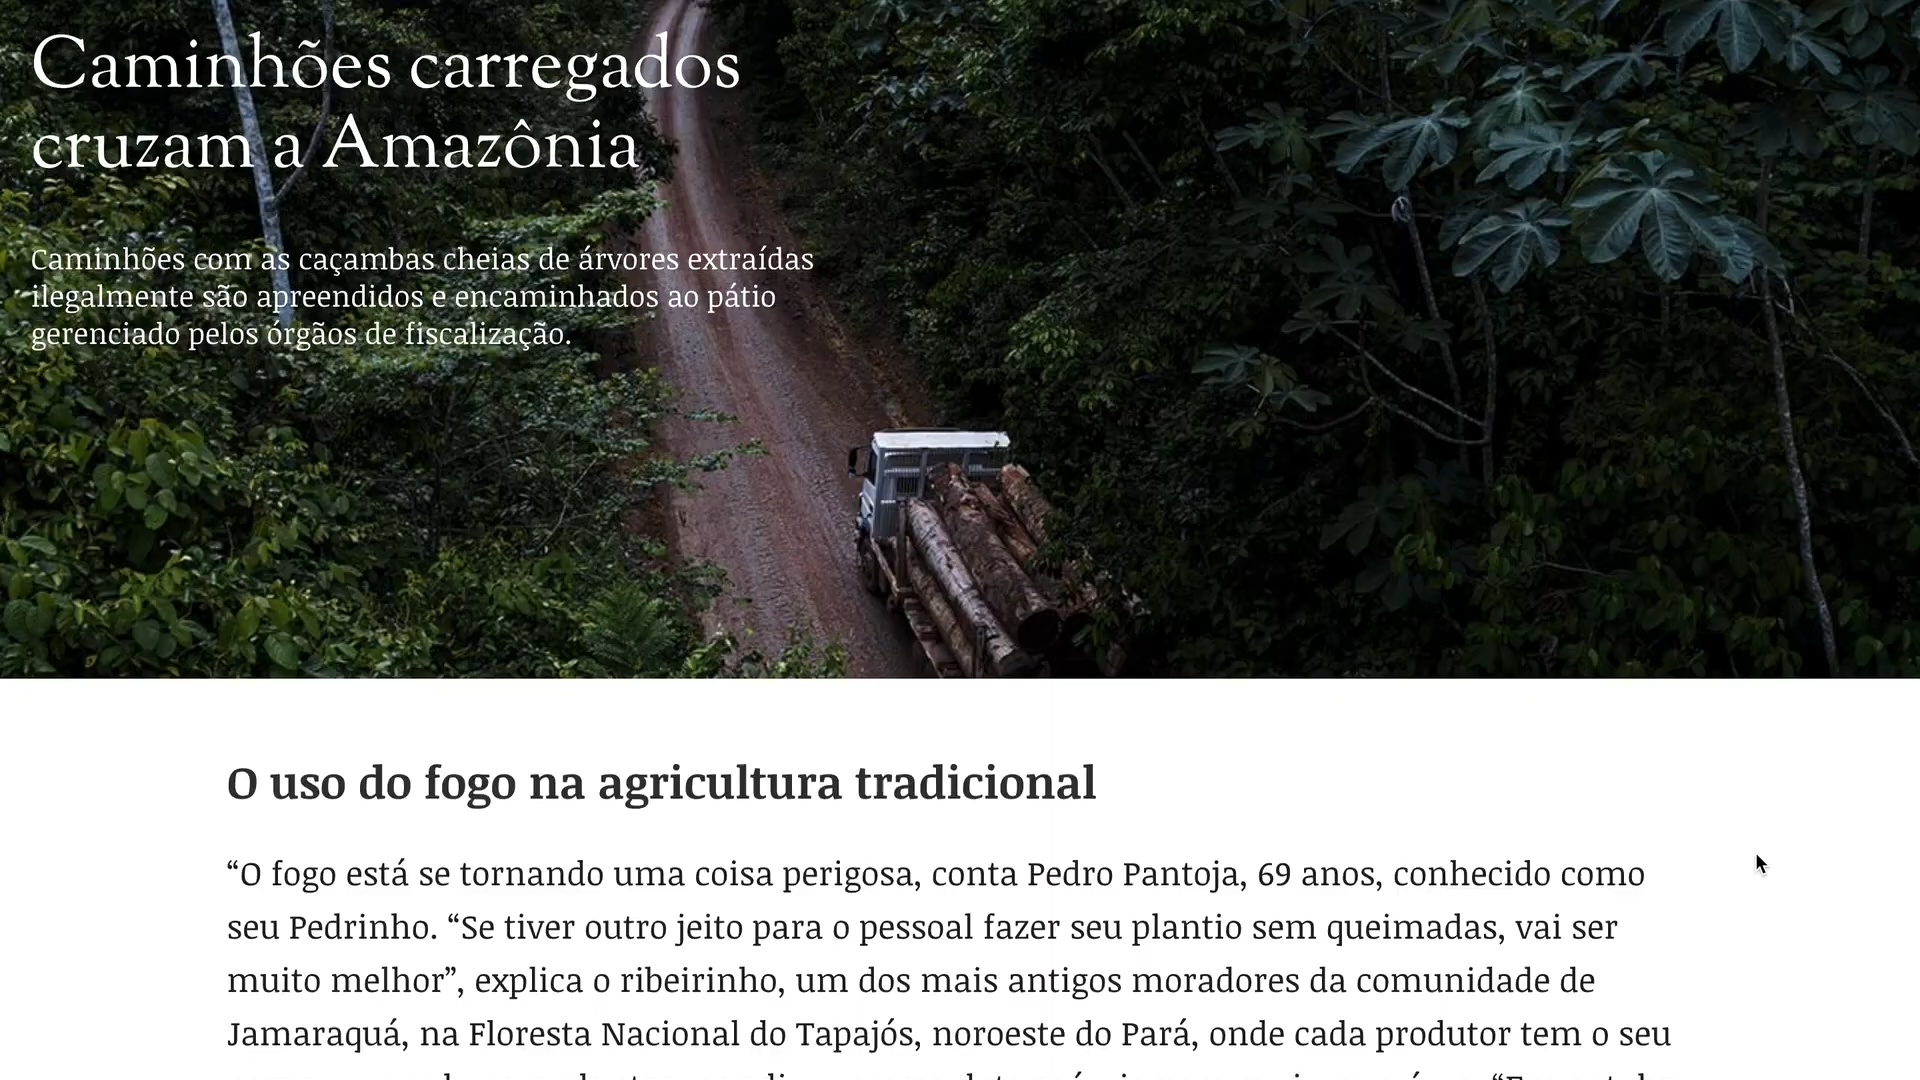 Caminhões carregados
cruzam a Amazônia
Caminhões com as caçambas cheias de árvores extraídas
ilegalmente são apreendidos e encaminhados ao pátio
gerenciado pelos órgãos de fiscalização.
O uso do fogo na agricultura tradicional
“O fogo está se tornando uma coisa perigosa, conta Pedro Pantoja, 69 anos, conhecido como
seu Pedrinho. “Se tiver outro jeito para o pessoal fazer seu plantio sem queimadas, vai ser
muito melhor”, explica o ribeirinho, um dos mais antigos moradores da comunidade de
Jamaraquá, na Floresta Nacional do Tapajós, noroeste do Pará, onde cada produtor tem o seu